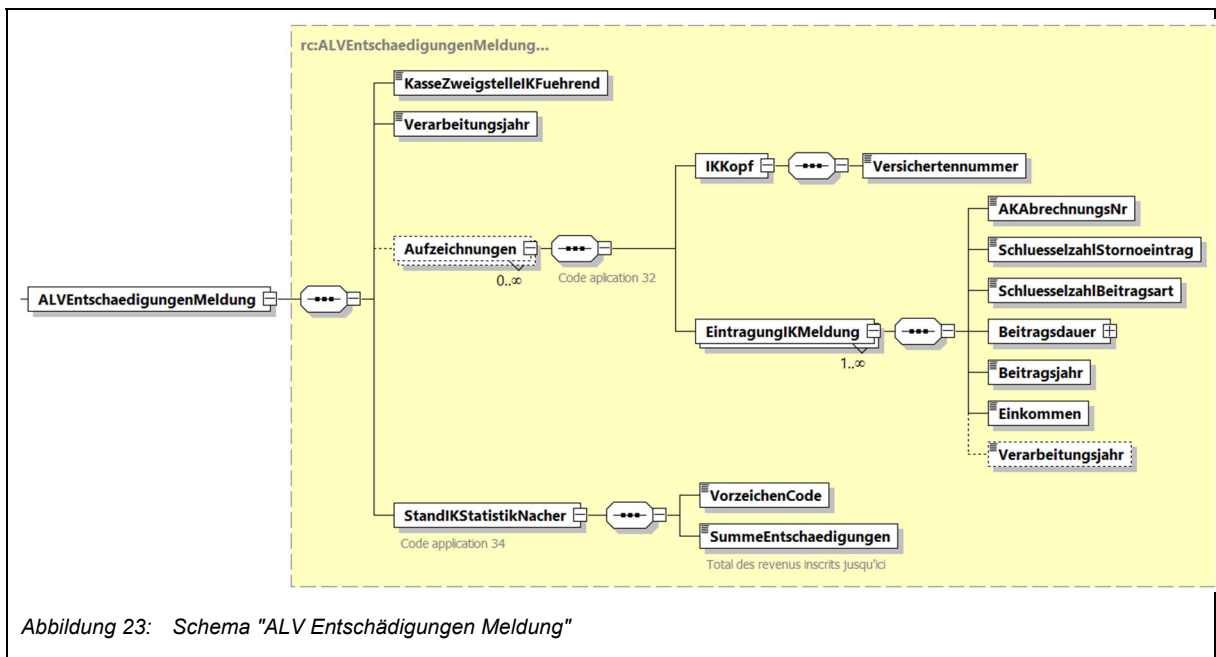 rc:ALVEntschaedigungenMeldung...
KasseZweigstelleIKFuehrend
Verarbeitungsjahr
IKKopf
Versichertennummer
AKAbrechnungsNr
Aufzeichnungen
0..∞
Code aplication 32
SchluesselzahlStornoeintrag
SchluesselzahlBeitragsart
ALVEntschaedigungenMeldung
EintragungIKMeldung
1..∞
Beitragsdauer
Beitragsjahr
Einkommen
Verarbeitungsjahr
StandIKStatistikNacher
Code application 34
VorzeichenCode
SummeEntschaedigungen
Total des revenus inscrits jusqu'ici
Abbildung 23: Schema "ALV Entschädigungen Meldung"